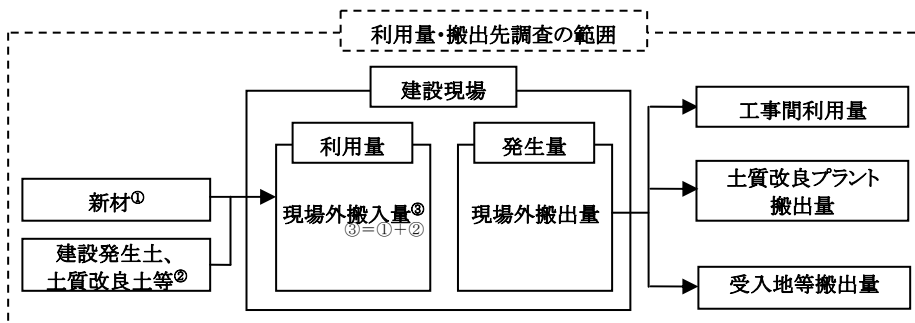 利用量・搬出先調査の範囲
建設現場
利用量
発生量
新材①
建設発生土、
土質改良土等②
現場外搬入量③
③＝①＋②
現場外搬出量
工事間利用量
土質改良プラント
搬出量
受入地等搬出量